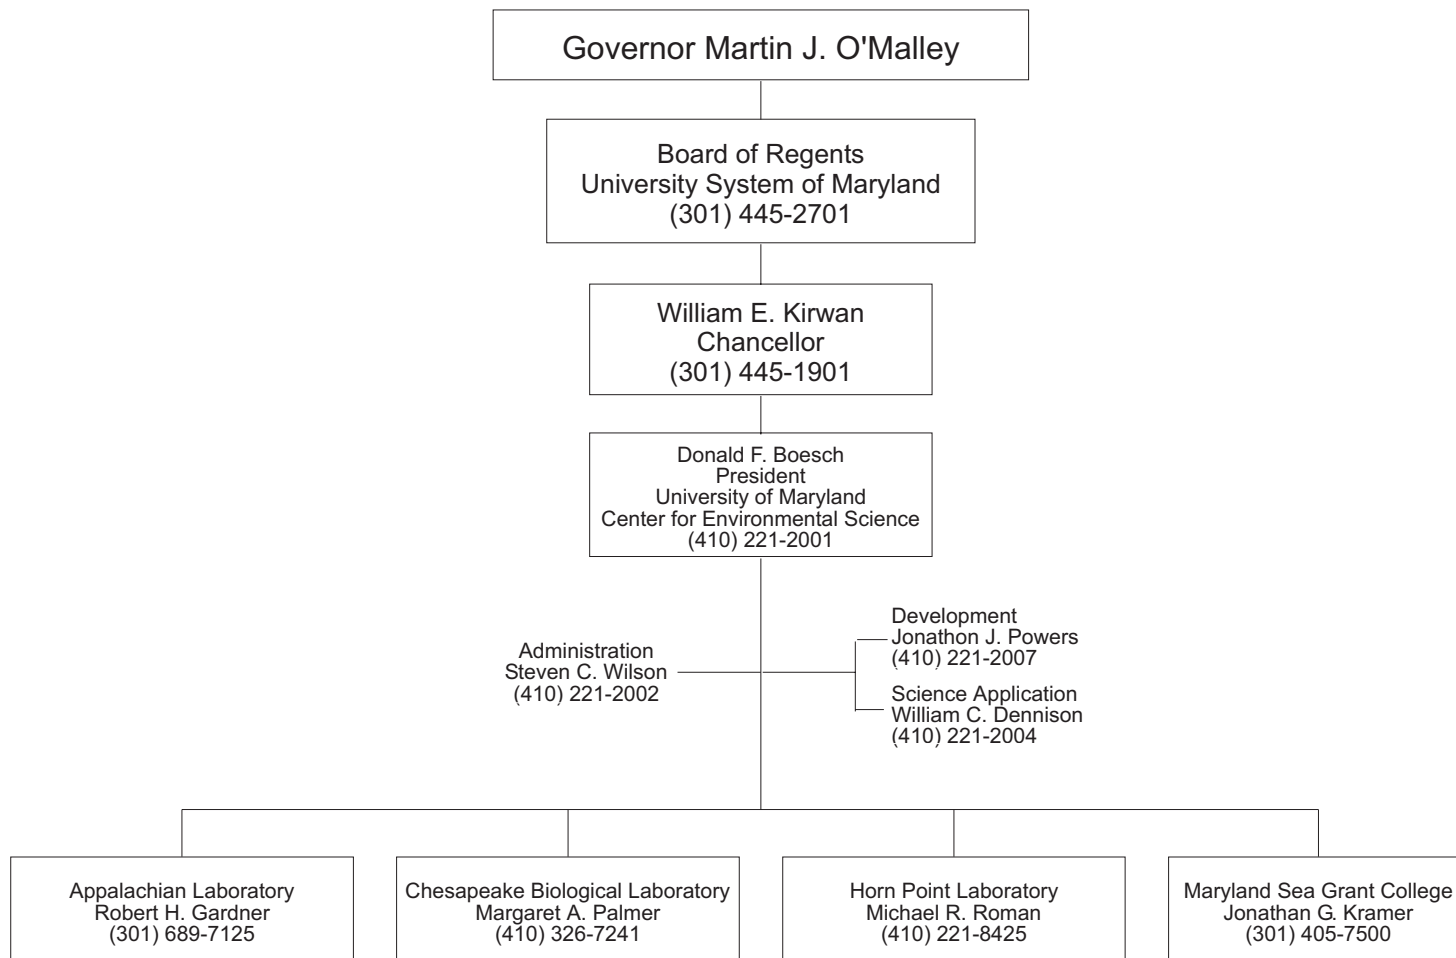 Governor Martin J. O'Malley
Board of Regents
University System of Maryland
(301) 445-2701
William E. Kirwan
Chancellor
(301) 445-1901
Donald F. Boesch
President
University of Maryland
Center for Environmental Science
(410) 221-2001
Administration
Steven C. Wilson
(410) 221-2002
Development
Jonathon J. Powers
(410) 221-2007
Science Application
William C. Dennison
(410) 221-2004
Appalachian Laboratory
Robert H. Gardner
(301) 689-7125
Chesapeake Biological Laboratory
Margaret A. Palmer
(410) 326-7241
Horn Point Laboratory
Michael R. Roman
(410) 221-8425
Maryland Sea Grant College
Jonathan G. Kramer
(301) 405-7500